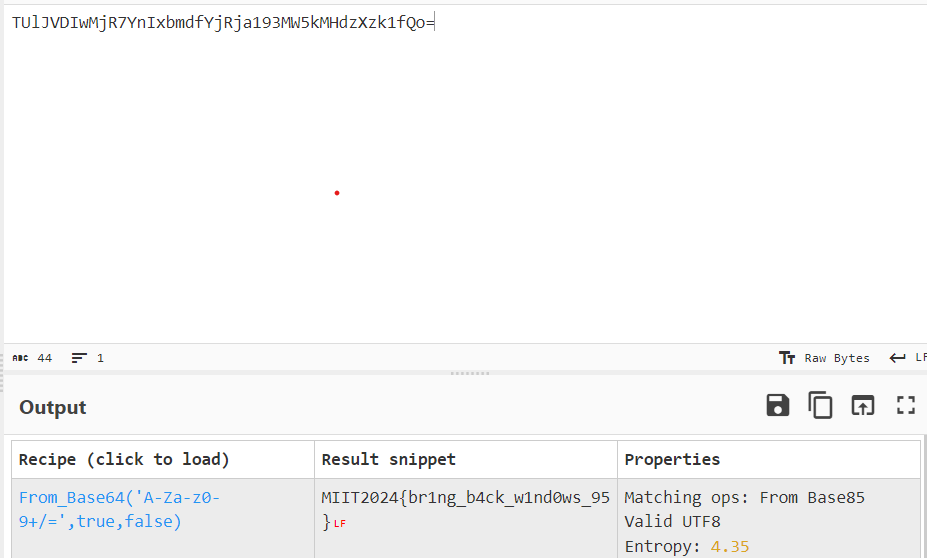 TUlJVDIwMjR7YnIxbmdfYjRja193MW5kMHdzXzk1fQo=
ABC 44 1 Raw Bytes LF
Output
Recipe (click to load) Result snippet Properties
From_Base64('A-Za-z0- MIIT2024{br1ng_b4ck_w1nd0ws_95 Matching ops: From Base85
9+/=',true,false) }LF Valid UTF8
Entropy: 4.35